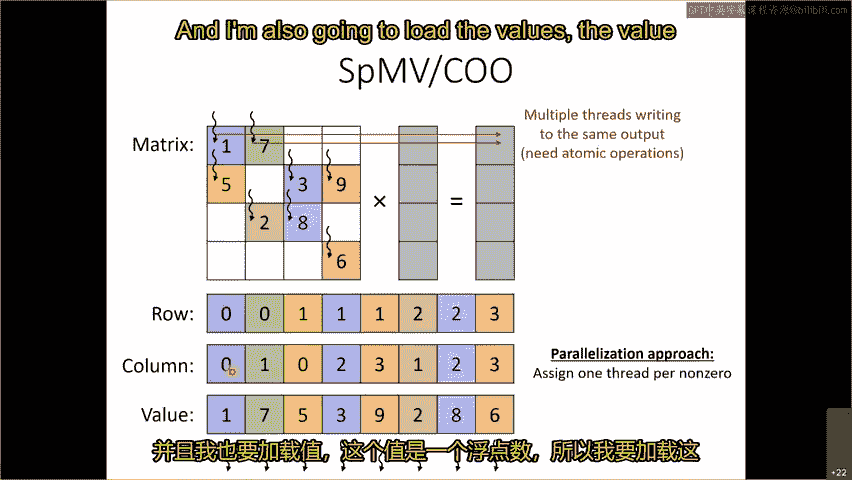 And I'm also going to load the values, the value
SpMV/COO
Multiple threads writing
to the same output
(need atomic operations)
Matrix:
1 7
5 3 9
× =
2 8
6
Row: 0 0 1 1 1 2 2 3
Column: 0 1 0 2 3 1 2 3
Parallelization approach:
Assign one thread per nonzero
Value: 1 7 5 3 9 2 8 6
并且我也要加载值，这个值是一个浮点数，所以我要加载这
+22